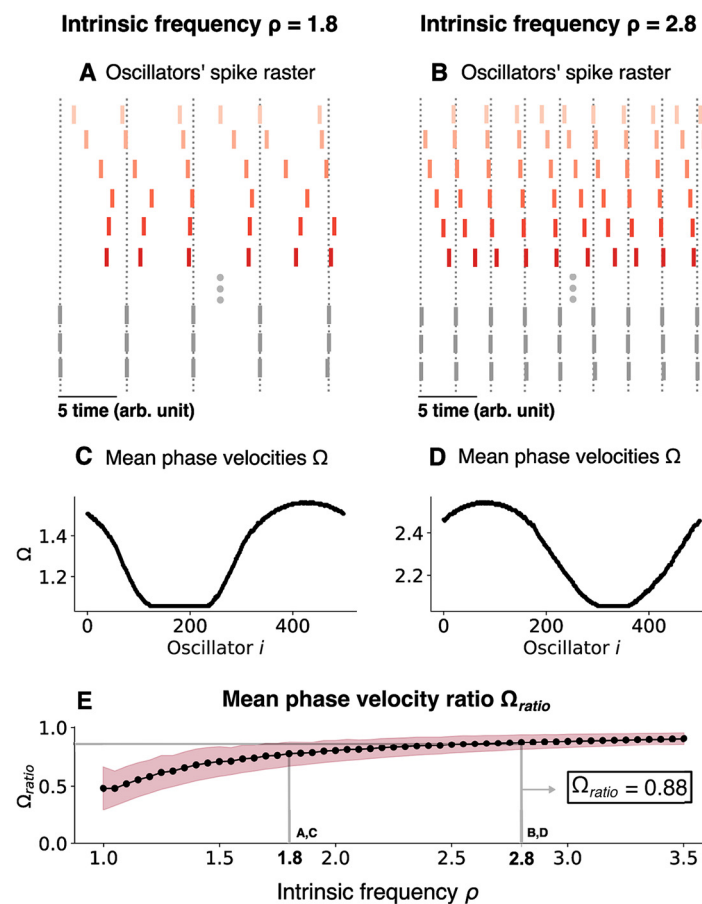 Intrinsic frequency ρ = 1.8
Intrinsic frequency ρ = 2.8
A Oscillators' spike raster
B Oscillators' spike raster
5 time (arb. unit)
5 time (arb. unit)
C Mean phase velocities Ω
D Mean phase velocities Ω
Ω
1.4
1.2
0 200 400
Oscillator i
2.4
2.2
0 200 400
Oscillator i
E Mean phase velocity ratio Ωratio
Ωratio
1.0
0.5
0.0
Ωratio = 0.88
A,C
B,D
1.0 1.5 1.8 2.0 2.5 2.8 3.0 3.5
Intrinsic frequency ρ